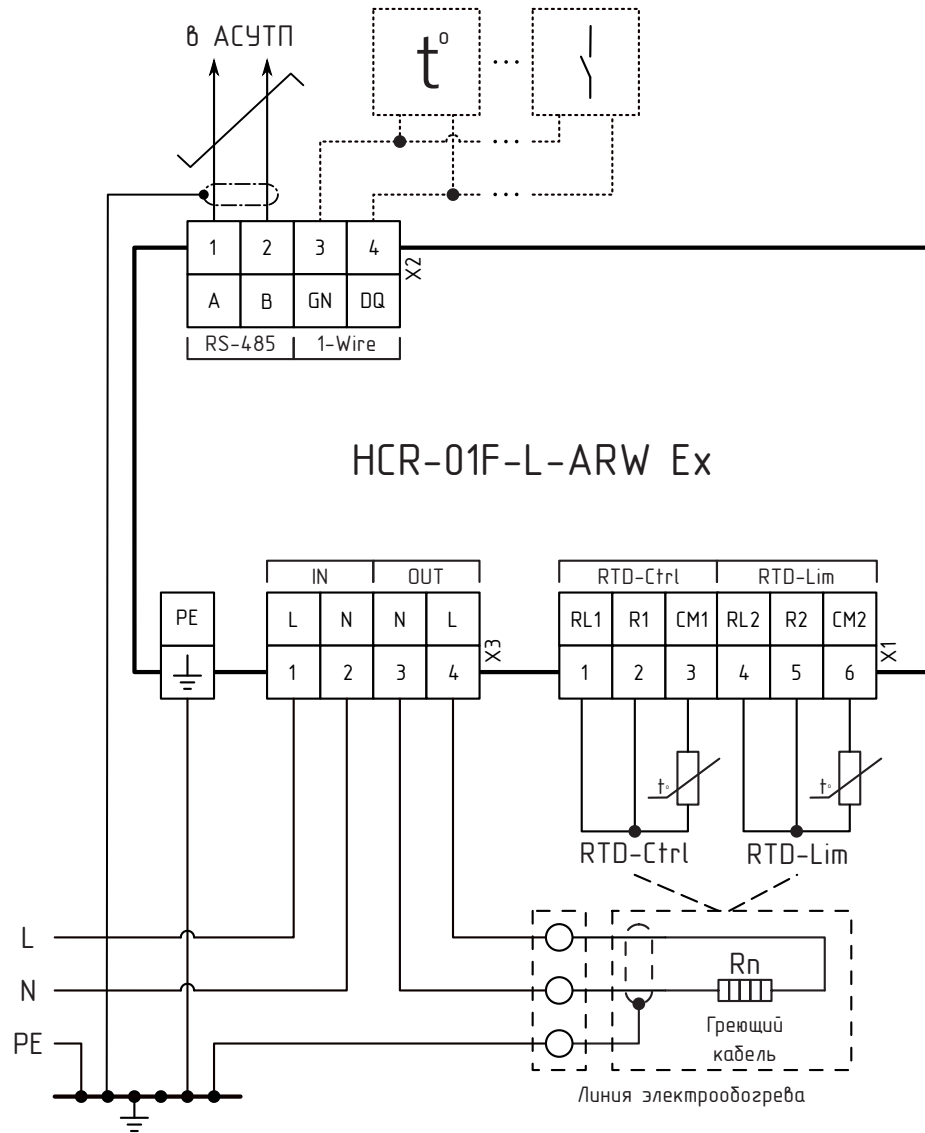 в АСУТП
t° ... 
...
...
1 2 3 4
X2
A B GN DQ
RS-485 1-Wire
HCR-01F-L-ARW Ex
IN OUT RTD-Ctrl RTD-Lim
PE L N N L RL1 R1 CM1 RL2 R2 CM2
X3 X1
1 2 3 4 1 2 3 4 5 6
t° t°
RTD-Ctrl RTD-Lim
L
N Rn
PE Греющий
кабель
Линия электрообогрева